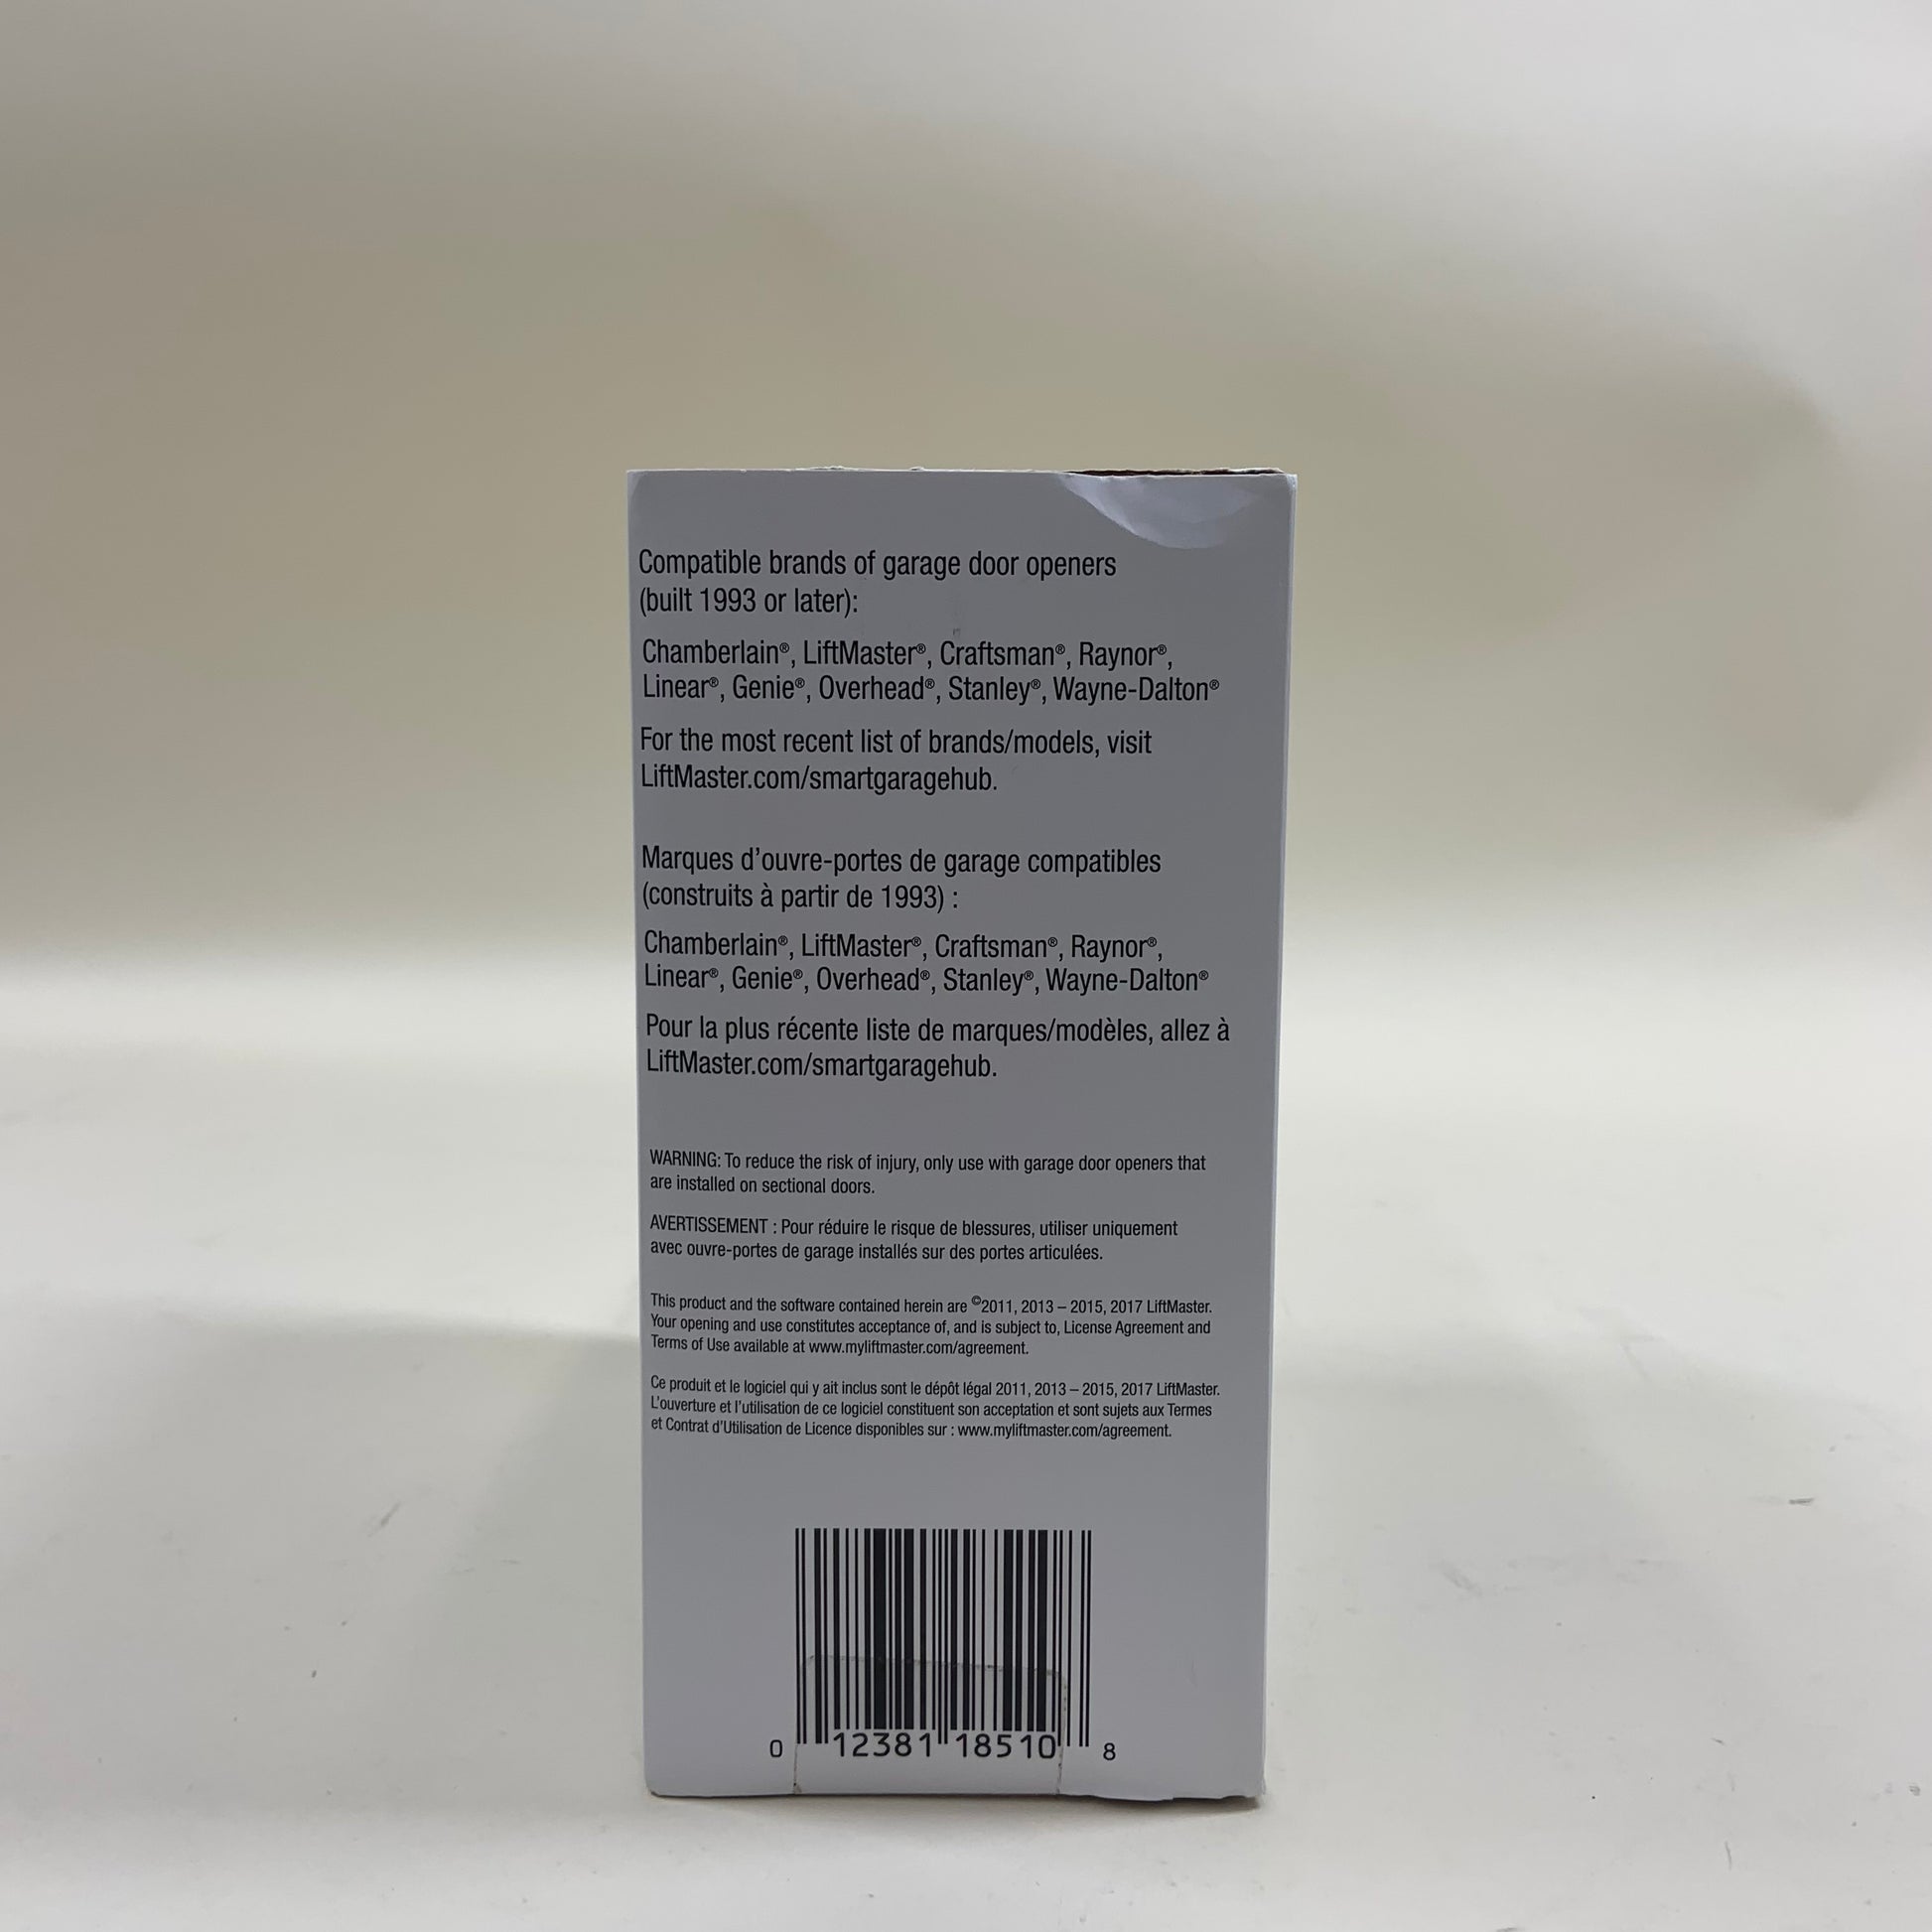 Compatible brands of garage door openers
(built 1993 or later):
Chamberlain®, LiftMaster®, Craftsman®, Raynor®,
Linear®, Genie®, Overhead®, Stanley®, Wayne-Dalton®
For the most recent list of brands/models, visit
LiftMaster.com/smartgaragehub.
Marques d'ouvre-portes de garage compatibles
(construits à partir de 1993) :
Chamberlain®, LiftMaster®, Craftsman®, Raynor®,
Linear®, Genie®, Overhead®, Stanley®, Wayne-Dalton®
Pour la plus récente liste de marques/modèles, allez à
LiftMaster.com/smartgaragehub.
WARNING: To reduce the risk of injury, only use with garage door openers that
are installed on sectional doors.
AVERTISSEMENT : Pour réduire le risque de blessures, utiliser uniquement
avec ouvre-portes de garage installés sur des portes articulées.
This product and the software contained herein are ©2011, 2013 – 2015, 2017 LiftMaster.
Your opening and use constitutes acceptance of, and is subject to, License Agreement and
Terms of Use available at www.myliftmaster.com/agreement.
Ce produit et le logiciel qui y ait inclus sont le dépôt légal 2011, 2013 – 2015, 2017 LiftMaster.
L'ouverture et l'utilisation de ce logiciel constituent son acceptation et sont sujets aux Termes
et Contrat d'Utilisation de Licence disponibles sur : www.myliftmaster.com/agreement.
0 12381 18510 8